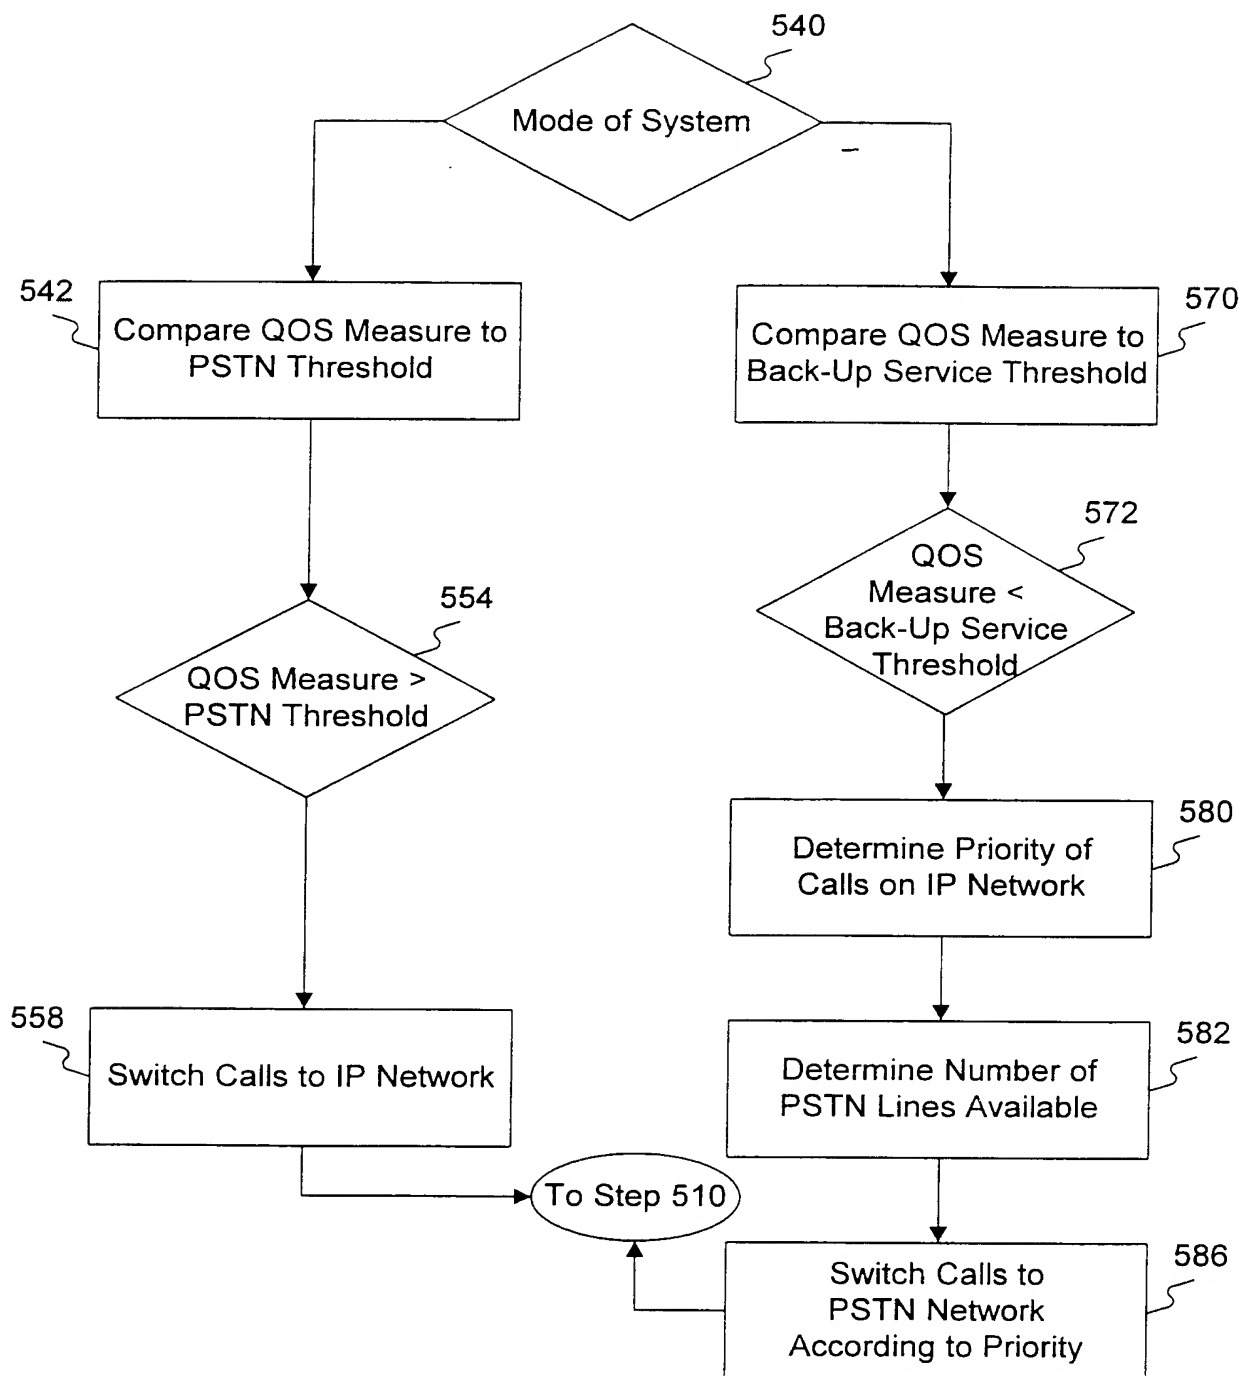 540
Mode of System
542
Compare QOS Measure to
PSTN Threshold
570
Compare QOS Measure to
Back-Up Service Threshold
554
QOS Measure >
PSTN Threshold
572
QOS
Measure <
Back-Up Service
Threshold
580
Determine Priority of
Calls on IP Network
558
Switch Calls to IP Network
582
Determine Number of
PSTN Lines Available
To Step 510
586
Switch Calls to
PSTN Network
According to Priority